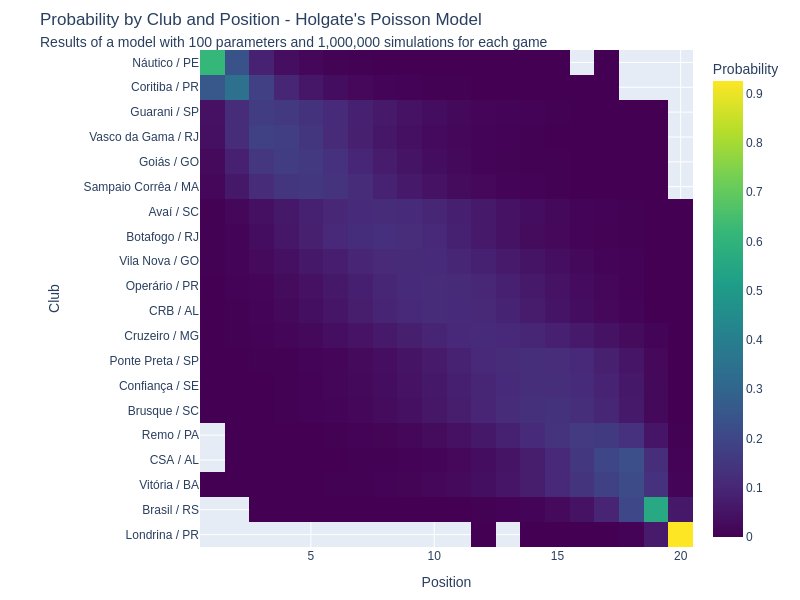 Probability by Club and Position - Holgate's Poisson Model
Results of a model with 100 parameters and 1,000,000 simulations for each game
Probability
Náutico / PE
Coritiba / PR
Guarani / SP
Vasco da Gama / RJ
Goiás / GO
Sampaio Corrêa / MA
Avaí / SC
Botafogo / RJ
Vila Nova / GO
Operário / PR
CRB / AL
Cruzeiro / MG
Ponte Preta / SP
Confiança / SE
Brusque / SC
Remo / PA
CSA / AL
Vitória / BA
Brasil / RS
Londrina / PR
Club
5
10
15
20
Position
0.9
0.8
0.7
0.6
0.5
0.4
0.3
0.2
0.1
0